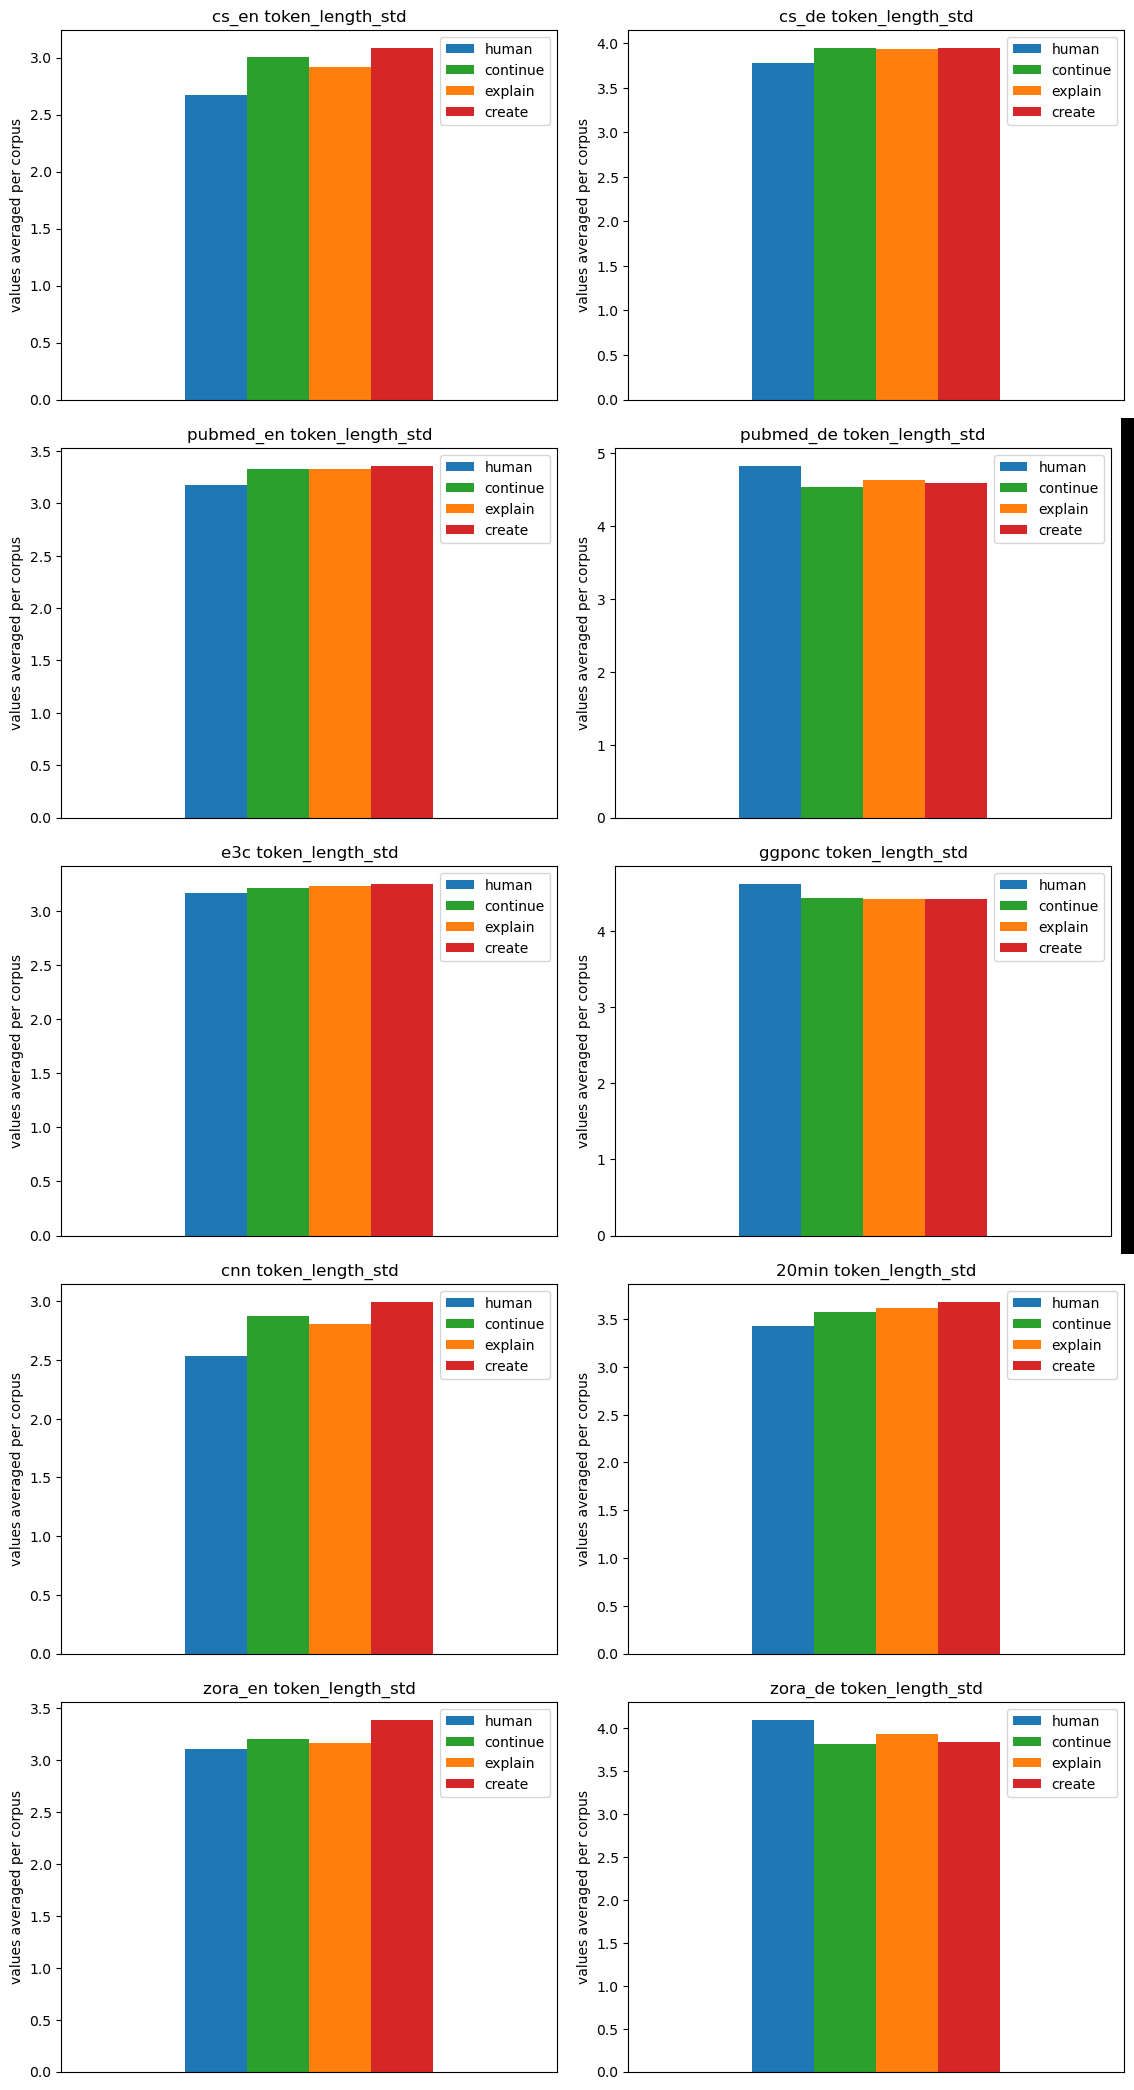 cs_en token_length_std
values averaged per corpus
3.0
2.5
2.0
1.5
1.0
0.5
0.0
human
continue
explain
create
cs_de token_length_std
values averaged per corpus
4.0
3.5
3.0
2.5
2.0
1.5
1.0
0.5
0.0
human
continue
explain
create
pubmed_en token_length_std
values averaged per corpus
3.5
3.0
2.5
2.0
1.5
1.0
0.5
0.0
human
continue
explain
create
pubmed_de token_length_std
values averaged per corpus
5
4
3
2
1
0
human
continue
explain
create
e3c token_length_std
values averaged per corpus
3.0
2.5
2.0
1.5
1.0
0.5
0.0
human
continue
explain
create
ggponc token_length_std
values averaged per corpus
4
3
2
1
0
human
continue
explain
create
cnn token_length_std
values averaged per corpus
3.0
2.5
2.0
1.5
1.0
0.5
0.0
human
continue
explain
create
20min token_length_std
values averaged per corpus
3.5
3.0
2.5
2.0
1.5
1.0
0.5
0.0
human
continue
explain
create
zora_en token_length_std
values averaged per corpus
3.5
3.0
2.5
2.0
1.5
1.0
0.5
0.0
human
continue
explain
create
zora_de token_length_std
values averaged per corpus
4.0
3.5
3.0
2.5
2.0
1.5
1.0
0.5
0.0
human
continue
explain
create